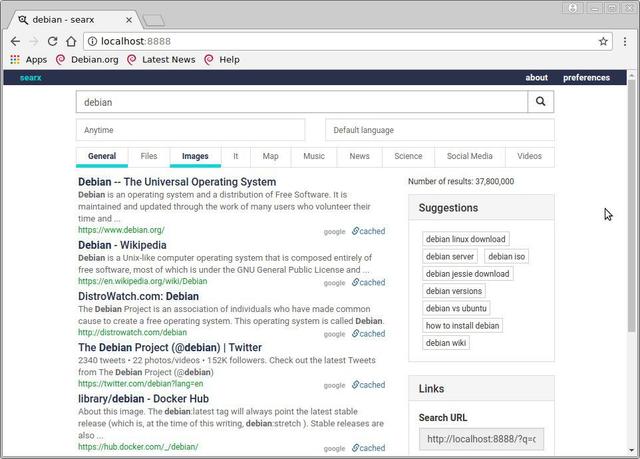 debian - searx
localhost:8888
Apps Debian.org Latest News Help
searx about preferences
debian
Anytime Default language
General Files Images It Map Music News Science Social Media Videos
Debian -- The Universal Operating System
Debian is an operating system and a distribution of Free Software. It is
maintained and updated through the work of many users who volunteer their
time and ...
https://www.debian.org/ google cached
Debian - Wikipedia
Debian is a Unix-like computer operating system that is composed entirely of
free software, most of which is under the GNU General Public License and ...
https://en.wikipedia.org/wiki/Debian google cached
DistroWatch.com: Debian
The Debian Project is an association of individuals who have made common
cause to create a free operating system. This operating system is called Debian.
http://distrowatch.com/debian google cached
The Debian Project (@debian) | Twitter
2340 tweets • 22 photos/videos • 152K followers. Check out the latest Tweets
from The Debian Project (@debian)
https://twitter.com/debian?lang=en google cached
library/debian - Docker Hub
About this image. The debian:latest tag will always point the latest stable
release (which is, at the time of this writing, debian:stretch ). Stable releases are
also ...
https://hub.docker.com/_/debian/ google cached
Number of results: 37,800,000
Suggestions
debian linux download
debian server debian iso
debian jessie download
debian versions
debian vs ubuntu
how to install debian
debian wiki
Links
Search URL
http://localhost:8888/?q=c